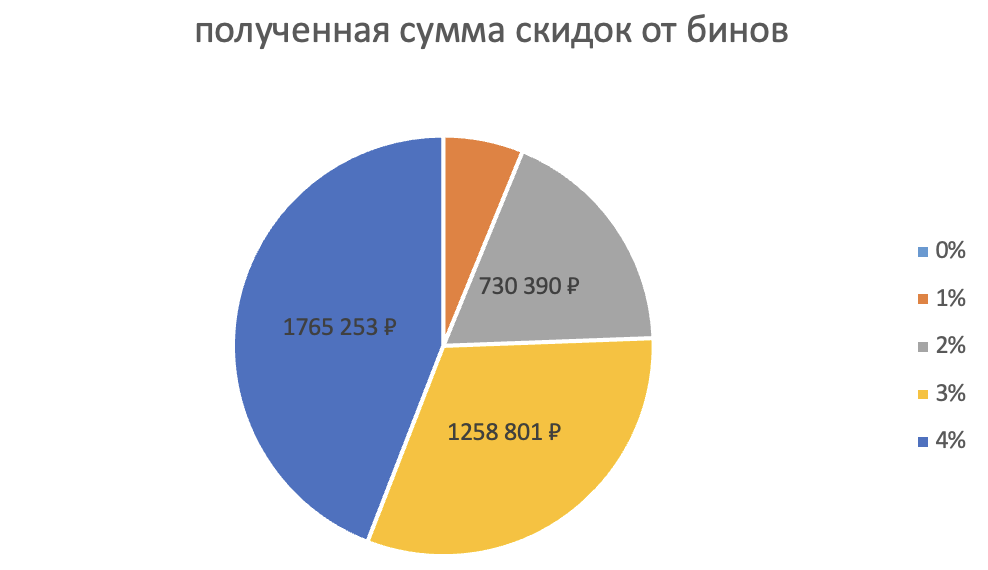 полученная сумма скидок от бинов
730 390 ₽
1765 253 ₽
1258 801 ₽
0%
1%
2%
3%
4%